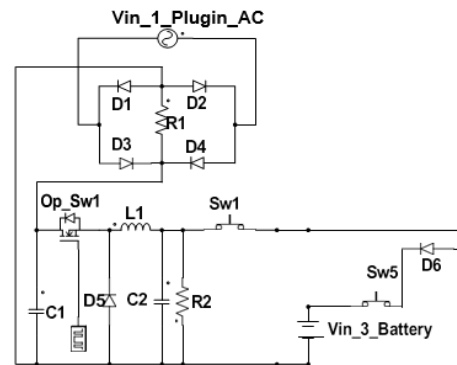 Vin_1_Plugin_AC
D1
D2
R1
D3
D4
Op_Sw1
L1
Sw1
D6
Sw5
C1
D5
C2
R2
Vin_3_Battery